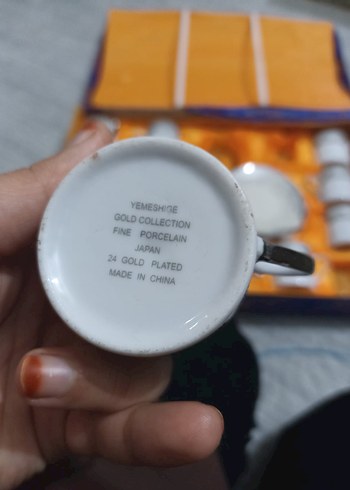 YEMESHIGE
GOLD COLLECTION
FINE PORCELAIN
JAPAN
24 GOLD PLATED
MADE IN CHINA